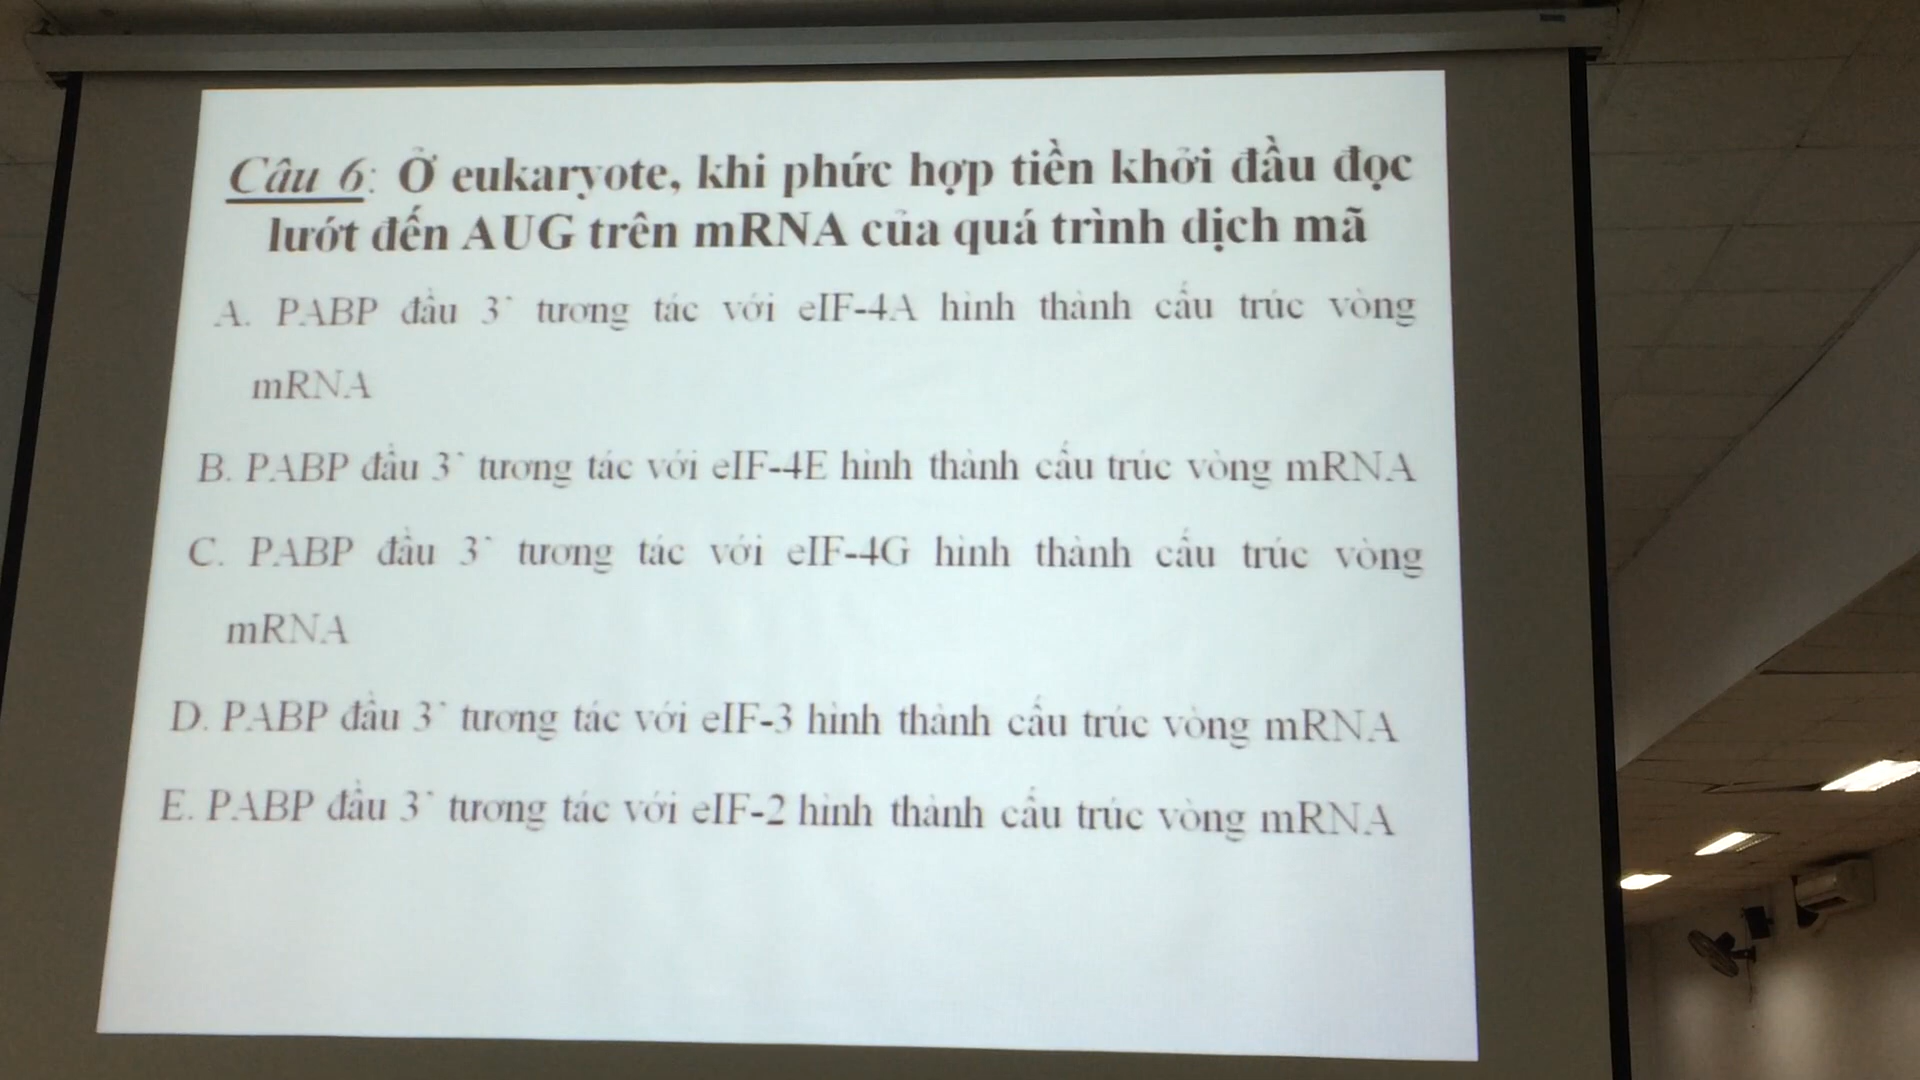 Câu 6: Ở eukaryote, khi phức hợp tiền khởi đầu đọc
lướt đến AUG trên mRNA của quá trình dịch mã
A. PABP đầu 3' tương tác với eIF-4A hình thành cấu trúc vòng
mRNA
B. PABP đầu 3' tương tác với eIF-4E hình thành cấu trúc vòng mRNA
C. PABP đầu 3' tương tác với eIF-4G hình thành cấu trúc vòng
mRNA
D. PABP đầu 3' tương tác với eIF-3 hình thành cấu trúc vòng mRNA
E. PABP đầu 3' tương tác với eIF-2 hình thành cấu trúc vòng mRNA